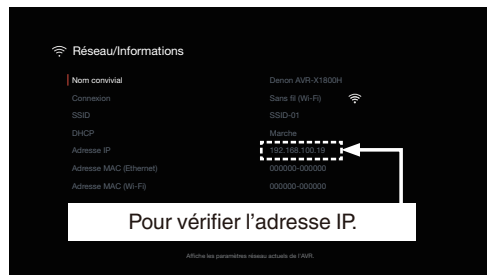 Réseau/Informations
Nom convivial Denon AVR-X1800H
Connexion Sans fil (Wi-Fi)
SSID SSID-01
DHCP Marche
Adresse IP 192.168.100.19
Adresse MAC (Ethernet) 000000-000000
Adresse MAC (Wi-Fi) 000000-000000
Pour vérifier l’adresse IP.
Affiche les paramètres réseau actuels de l’AVR.